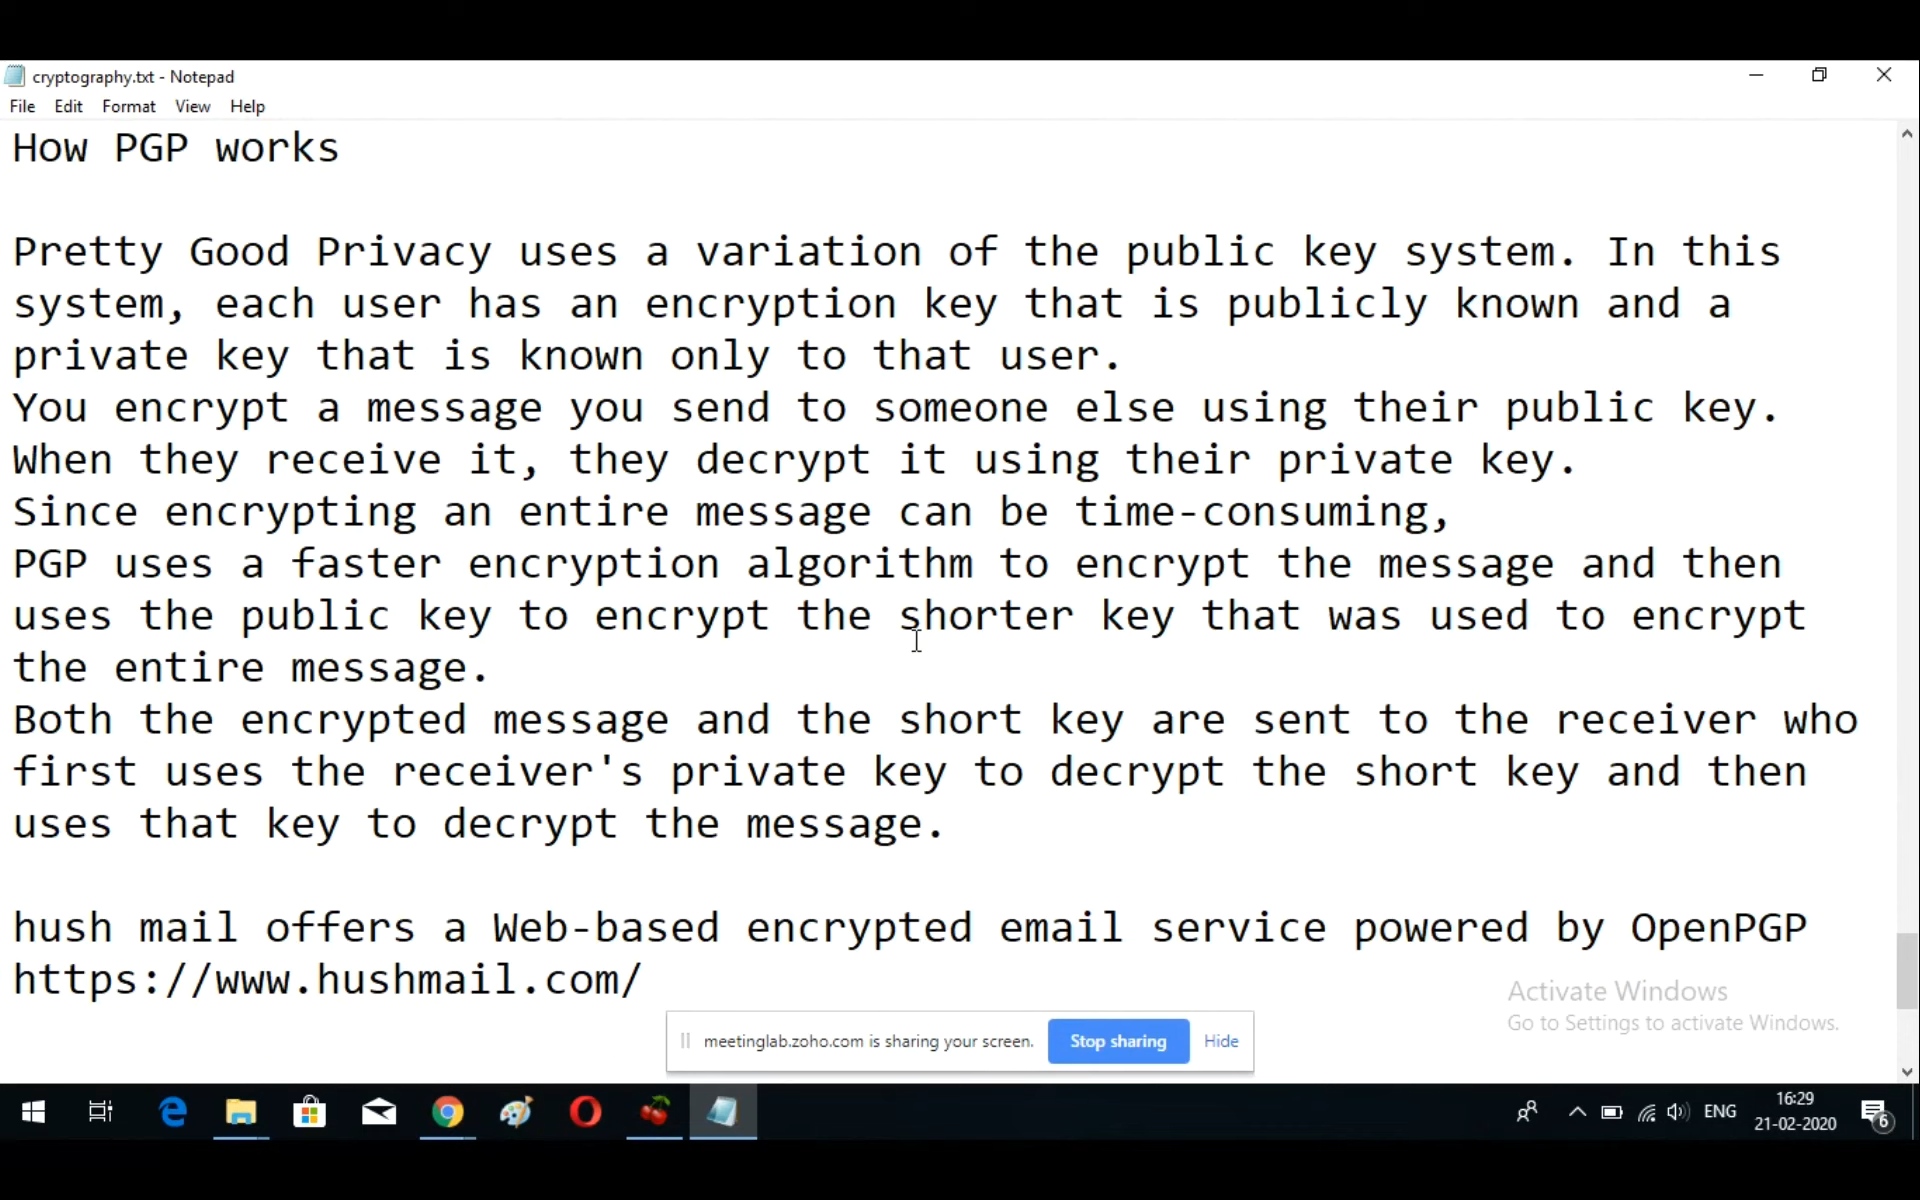 cryptography.txt - Notepad
File Edit Format View Help
How PGP works
Pretty Good Privacy uses a variation of the public key system. In this
system, each user has an encryption key that is publicly known and a
private key that is known only to that user.
You encrypt a message you send to someone else using their public key.
When they receive it, they decrypt it using their private key.
Since encrypting an entire message can be time-consuming,
PGP uses a faster encryption algorithm to encrypt the message and then
uses the public key to encrypt the shorter key that was used to encrypt
the entire message.
Both the encrypted message and the short key are sent to the receiver who
first uses the receiver's private key to decrypt the short key and then
uses that key to decrypt the message.
hush mail offers a Web-based encrypted email service powered by OpenPGP
https://www.hushmail.com/
Activate Windows
Go to Settings to activate Windows.
meetinglab.zoho.com is sharing your screen. Stop sharing Hide
ENG
16:29
21-02-2020
6